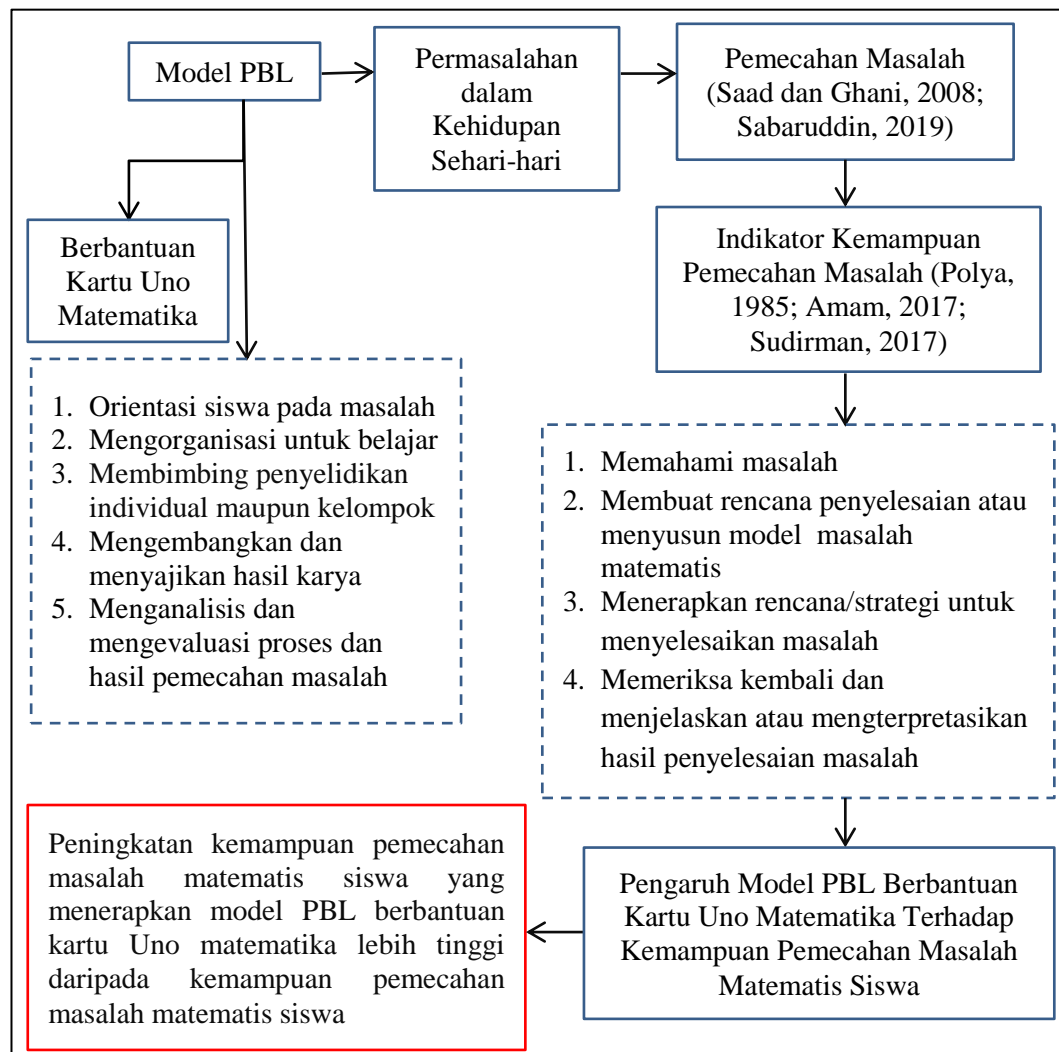 Model PBL
Permasalahan
dalam
Kehidupan
Sehari-hari
Pemecahan Masalah
(Saad dan Ghani, 2008;
Sabaruddin, 2019)
Berbantuan
Kartu Uno
Matematika
Indikator Kemampuan
Pemecahan Masalah (Polya,
1985; Amam, 2017;
Sudirman, 2017)
1. Orientasi siswa pada masalah
2. Mengorganisasi untuk belajar
3. Membimbing penyelidikan
individual maupun kelompok
4. Mengembangkan dan
menyajikan hasil karya
5. Menganalisis dan
mengevaluasi proses dan
hasil pemecahan masalah
1. Memahami masalah
2. Membuat rencana penyelesaian atau
menyusun model masalah
matematis
3. Menerapkan rencana/strategi untuk
menyelesaikan masalah
4. Memeriksa kembali dan
menjelaskan atau mengterpretasikan
hasil penyelesaian masalah
Peningkatan kemampuan pemecahan
masalah matematis siswa yang
menerapkan model PBL berbantuan
kartu Uno matematika lebih tinggi
daripada kemampuan pemecahan
masalah matematis siswa
Pengaruh Model PBL Berbantuan
Kartu Uno Matematika Terhadap
Kemampuan Pemecahan Masalah
Matematis Siswa